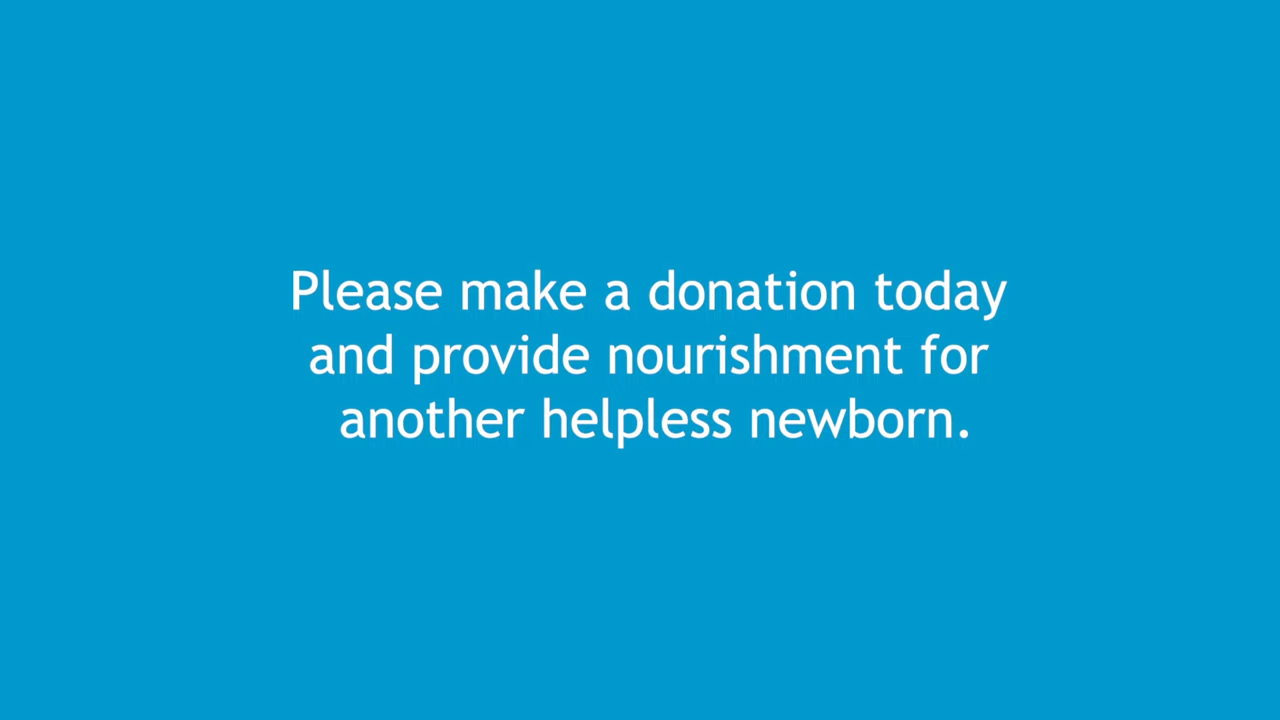 Please make a donation today
and provide nourishment for
another helpless newborn.